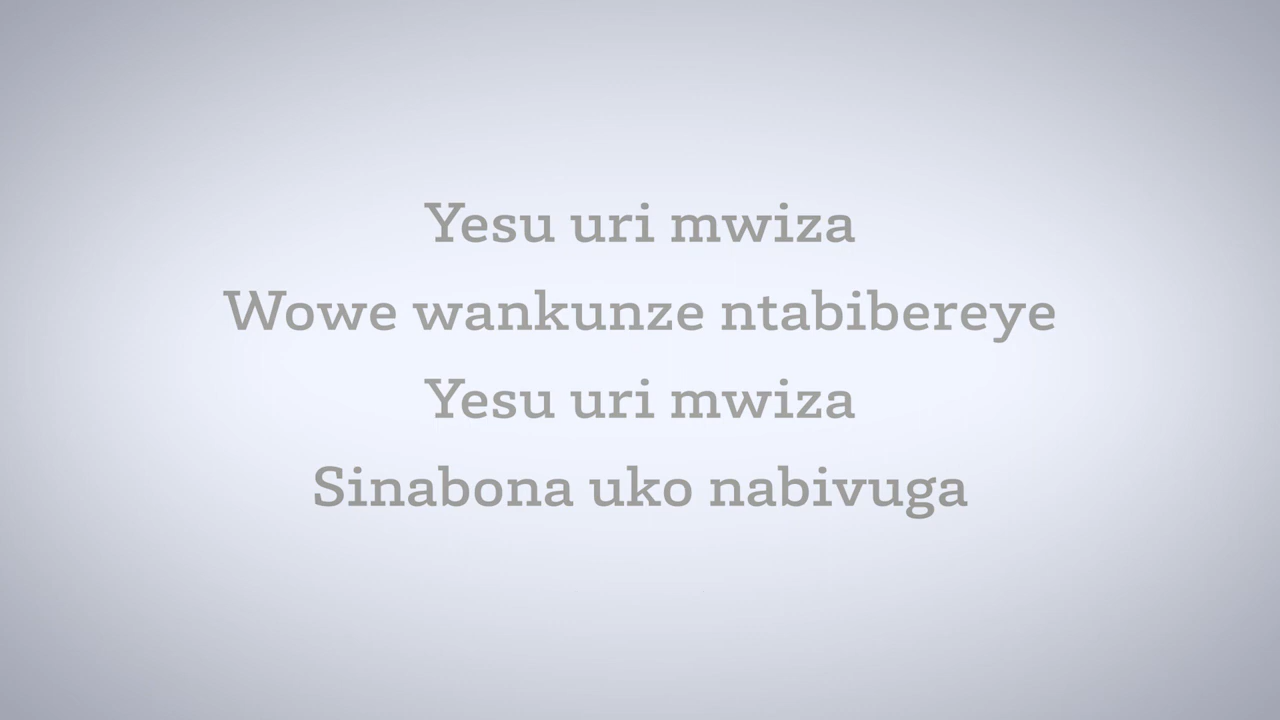 Yesu uri mwiza
Wowe wankunze ntabibereye
Yesu uri mwiza
Sinabona uko nabivuga